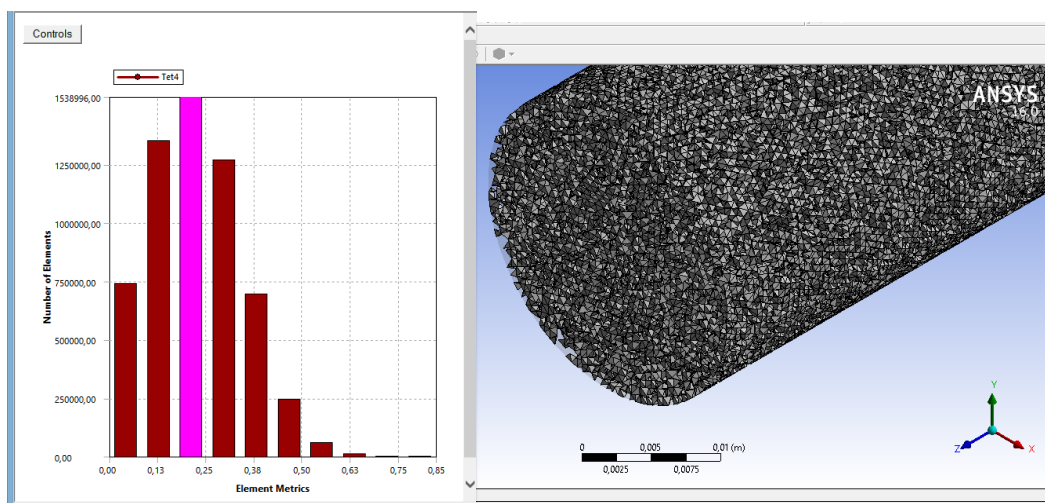 Controls
Tet4
1538996,00
1250000,00
1000000,00
750000,00
500000,00
250000,00
0,00
Number of Elements
0,00 0,13 0,25 0,38 0,50 0,63 0,75 0,85
Element Metrics
ANSYS
16.0
0 0,005 0,01 (m)
0,0025 0,0075
Y
Z
X